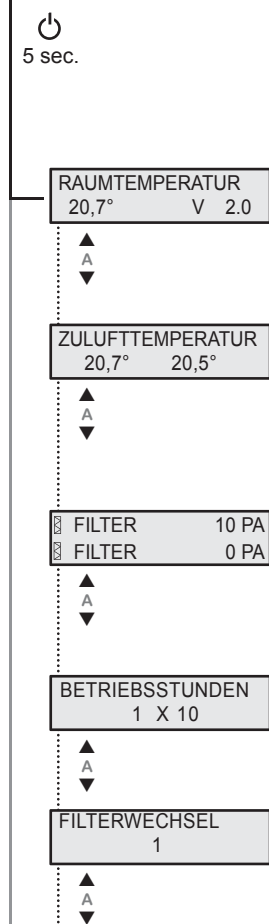 5 sec.
RAUMTEMPERATUR
20,7° V 2.0
A
ZULUFTTEMPERATUR
20,7° 20,5°
A
FILTER 10 PA
FILTER 0 PA
A
BETRIEBSSTUNDEN
1 X 10
A
FILTERWECHSEL
1
A